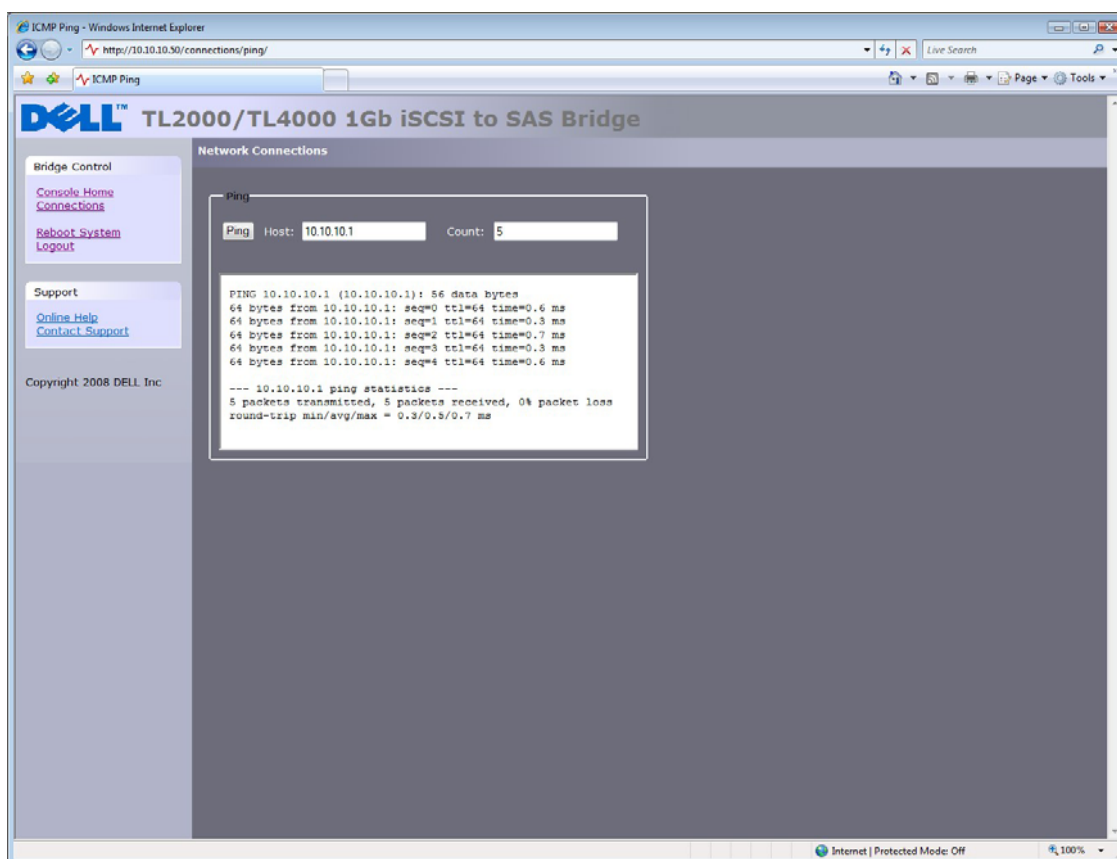 ICMP Ping - Windows Internet Explorer
http://10.10.10.50/connections/ping/
Live Search
ICMP Ping
Page
Tools
DELL™ TL2000/TL4000 1Gb iSCSI to SAS Bridge
Network Connections
Bridge Control
Console Home
Connections
Reboot System
Logout
Support
Online Help
Contact Support
Copyright 2008 DELL Inc
Ping
Ping Host: 10.10.10.1 Count: 5
PING 10.10.10.1 (10.10.10.1): 56 data bytes
64 bytes from 10.10.10.1: seq=0 ttl=64 time=0.6 ms
64 bytes from 10.10.10.1: seq=1 ttl=64 time=0.3 ms
64 bytes from 10.10.10.1: seq=2 ttl=64 time=0.7 ms
64 bytes from 10.10.10.1: seq=3 ttl=64 time=0.3 ms
64 bytes from 10.10.10.1: seq=4 ttl=64 time=0.6 ms
--- 10.10.10.1 ping statistics ---
5 packets transmitted, 5 packets received, 0% packet loss
round-trip min/avg/max = 0.3/0.5/0.7 ms
Internet | Protected Mode: Off
100%